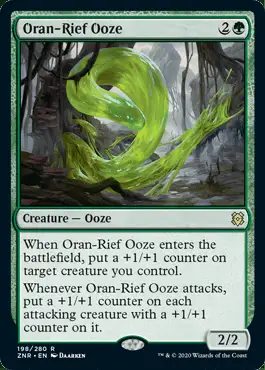 Oran-Rief Ooze 2
Creature — Ooze
When Oran-Rief Ooze enters the
battlefield, put a +1/+1 counter on
target creature you control.
Whenever Oran-Rief Ooze attacks,
put a +1/+1 counter on each
attacking creature with a +1/+1
counter on it.
2/2
198/280 R
ZNR • EN DAARKEN
™ & © 2020 Wizards of the Coast